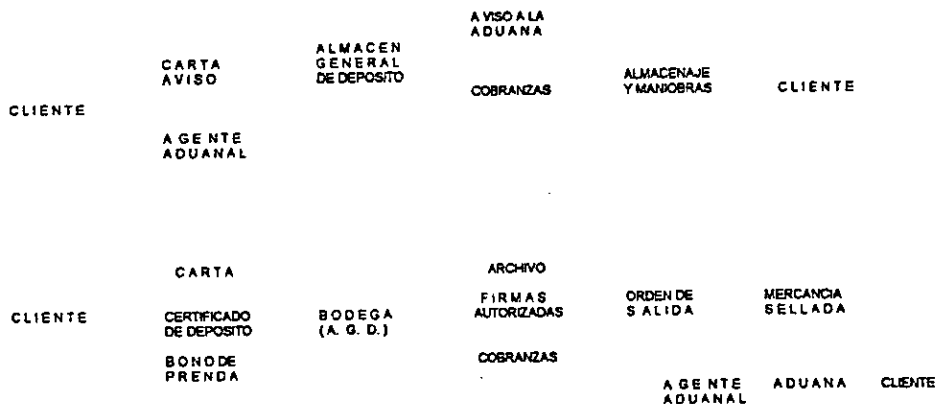 AVISO A LA
ADUANA
CARTA
AVISO
ALMACEN
GENERAL
DE DEPOSITO
COBRANZAS
ALMACENAJE
Y MANIOBRAS
CLIENTE
CLIENTE
AGENTE
ADUANAL
CARTA
ARCHIVO
CLIENTE
CERTIFICADO
DE DEPOSITO
BODEGA
(A. G. D.)
FIRMAS
AUTORIZADAS
ORDEN DE
SALIDA
MERCANCIA
SELLADA
BONO DE
PRENDA
COBRANZAS
AGENTE
ADUANAL
ADUANA
CLIENTE